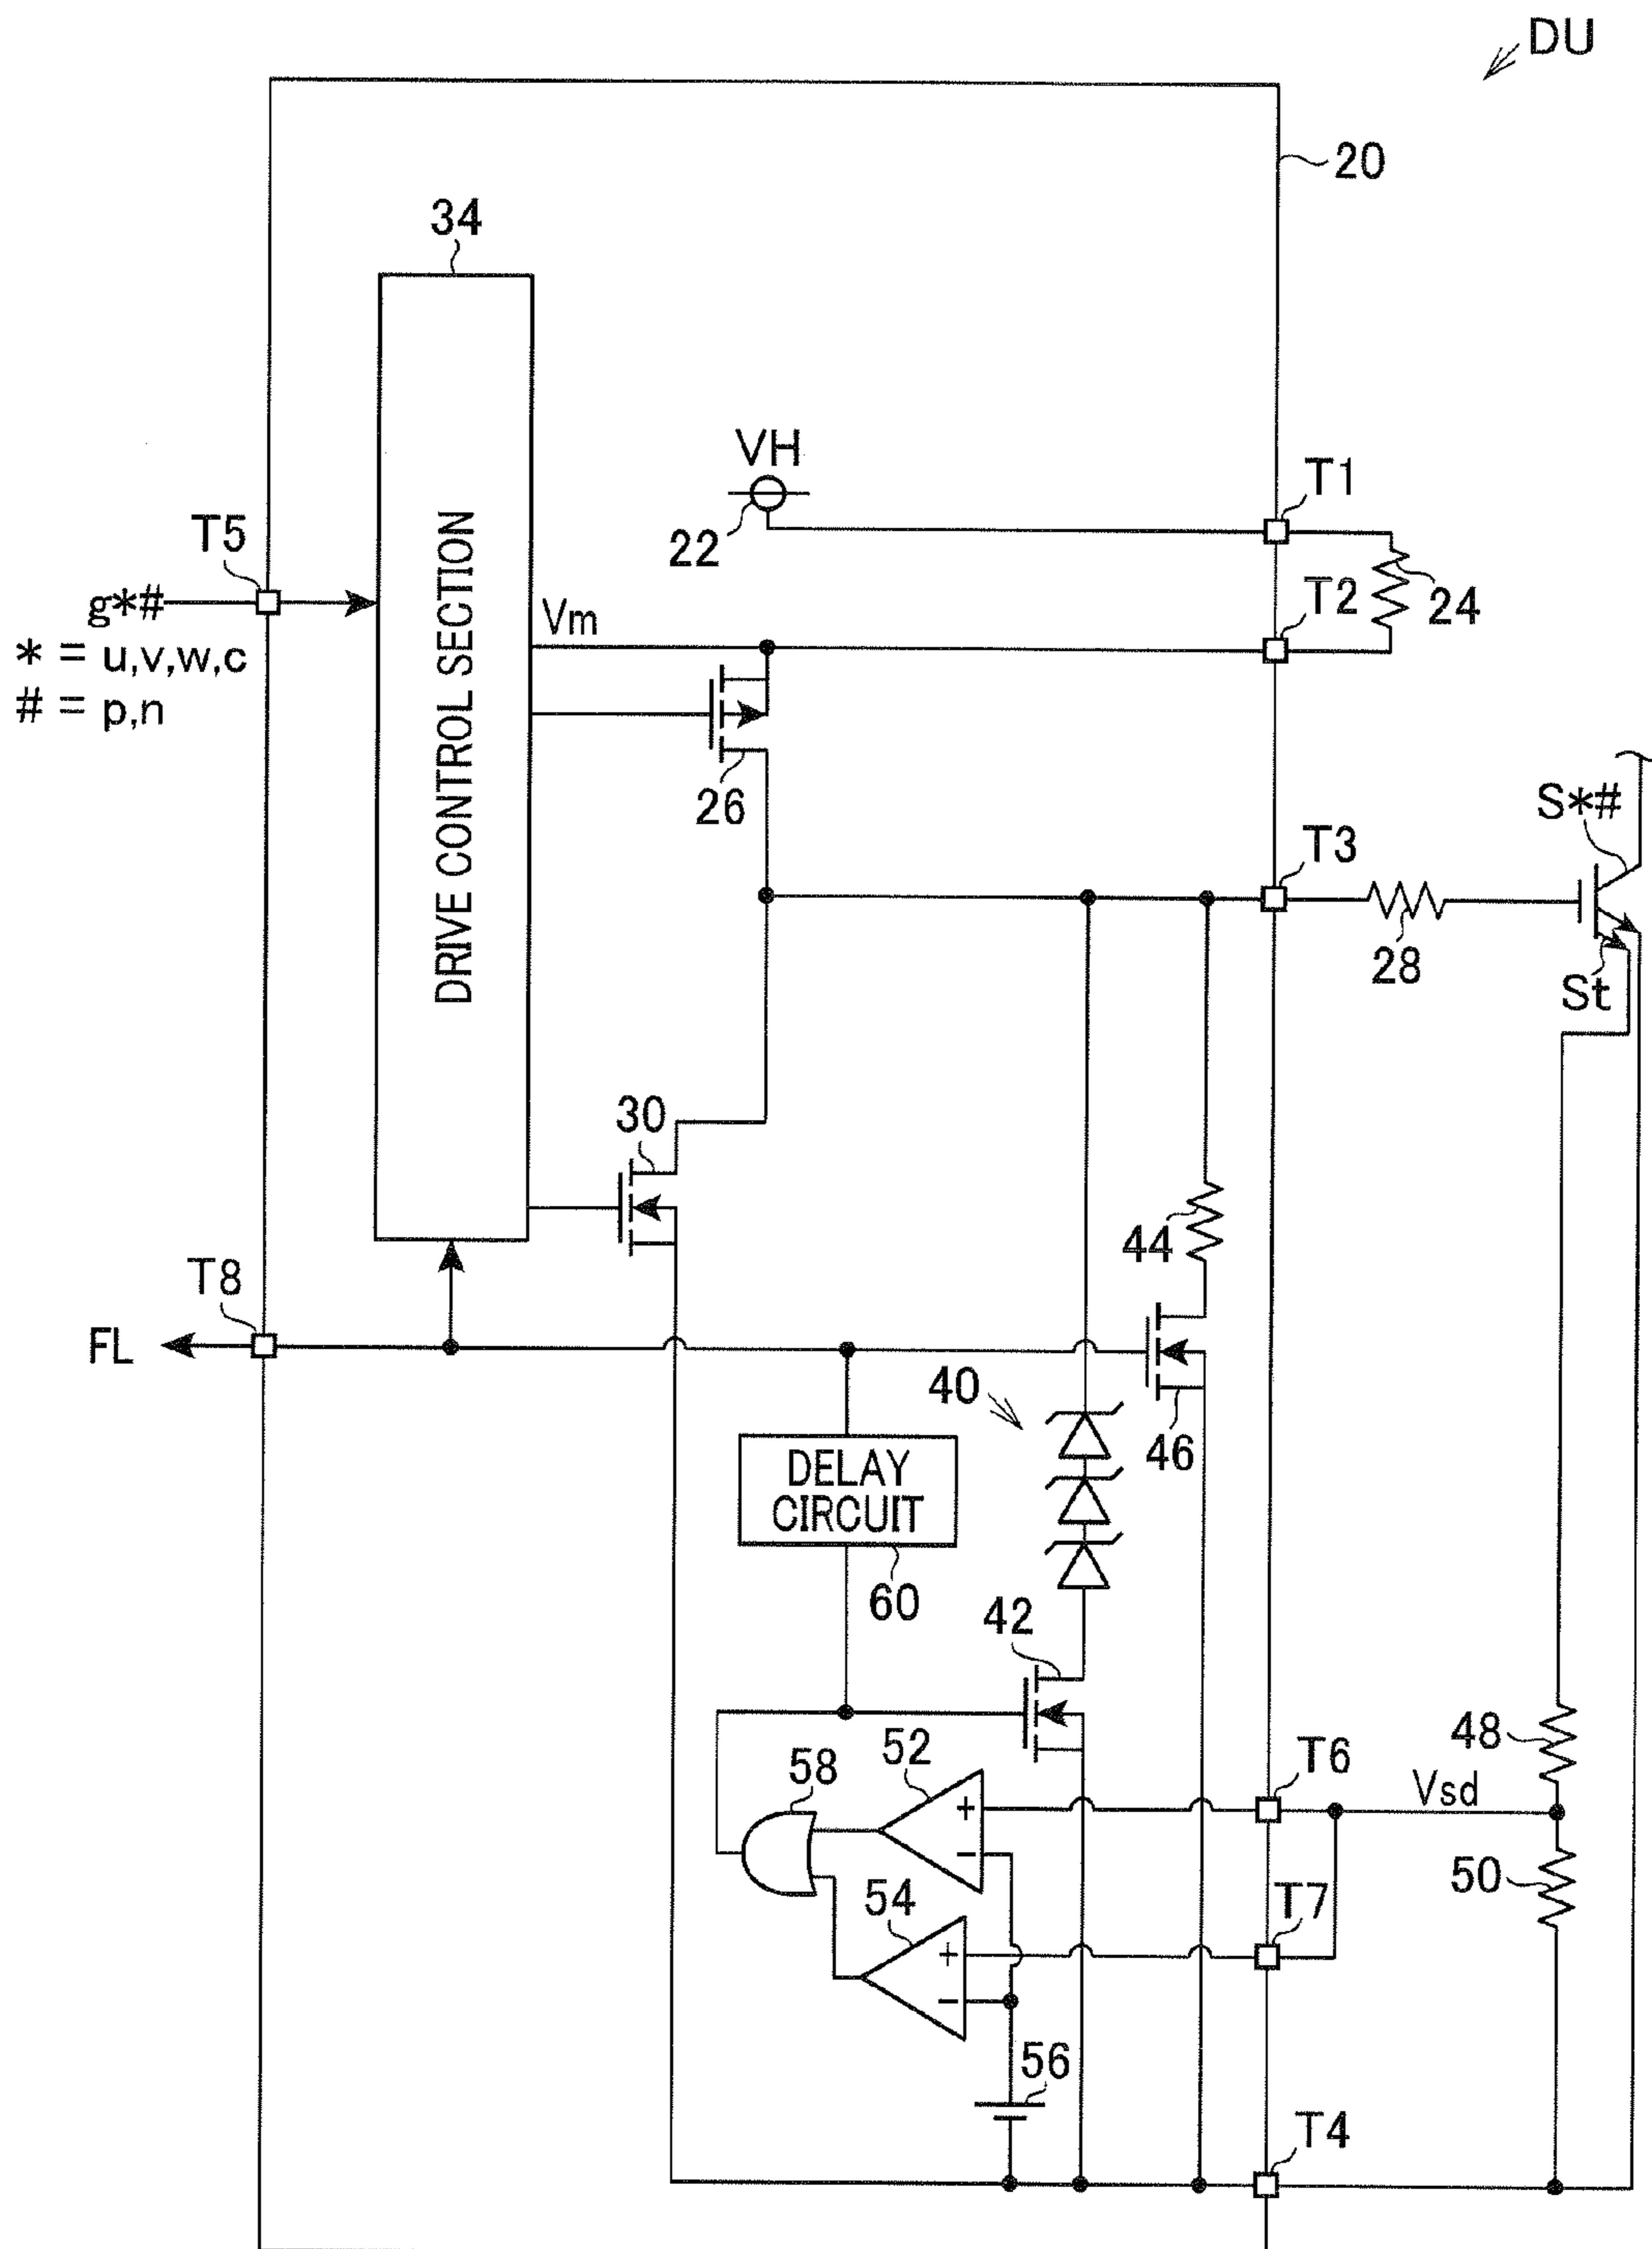 DU
20
34
VH
T1
22
T5
T2
24
g*#
Vm
* = u,v,w,c
# = p,n
DRIVE CONTROL SECTION
26
S*#
T3
28
St
30
44
T8
FL
40
46
DELAY
CIRCUIT
60
42
48
52
T6
58
Vsd
+
−
50
54
T7
+
−
56
T4